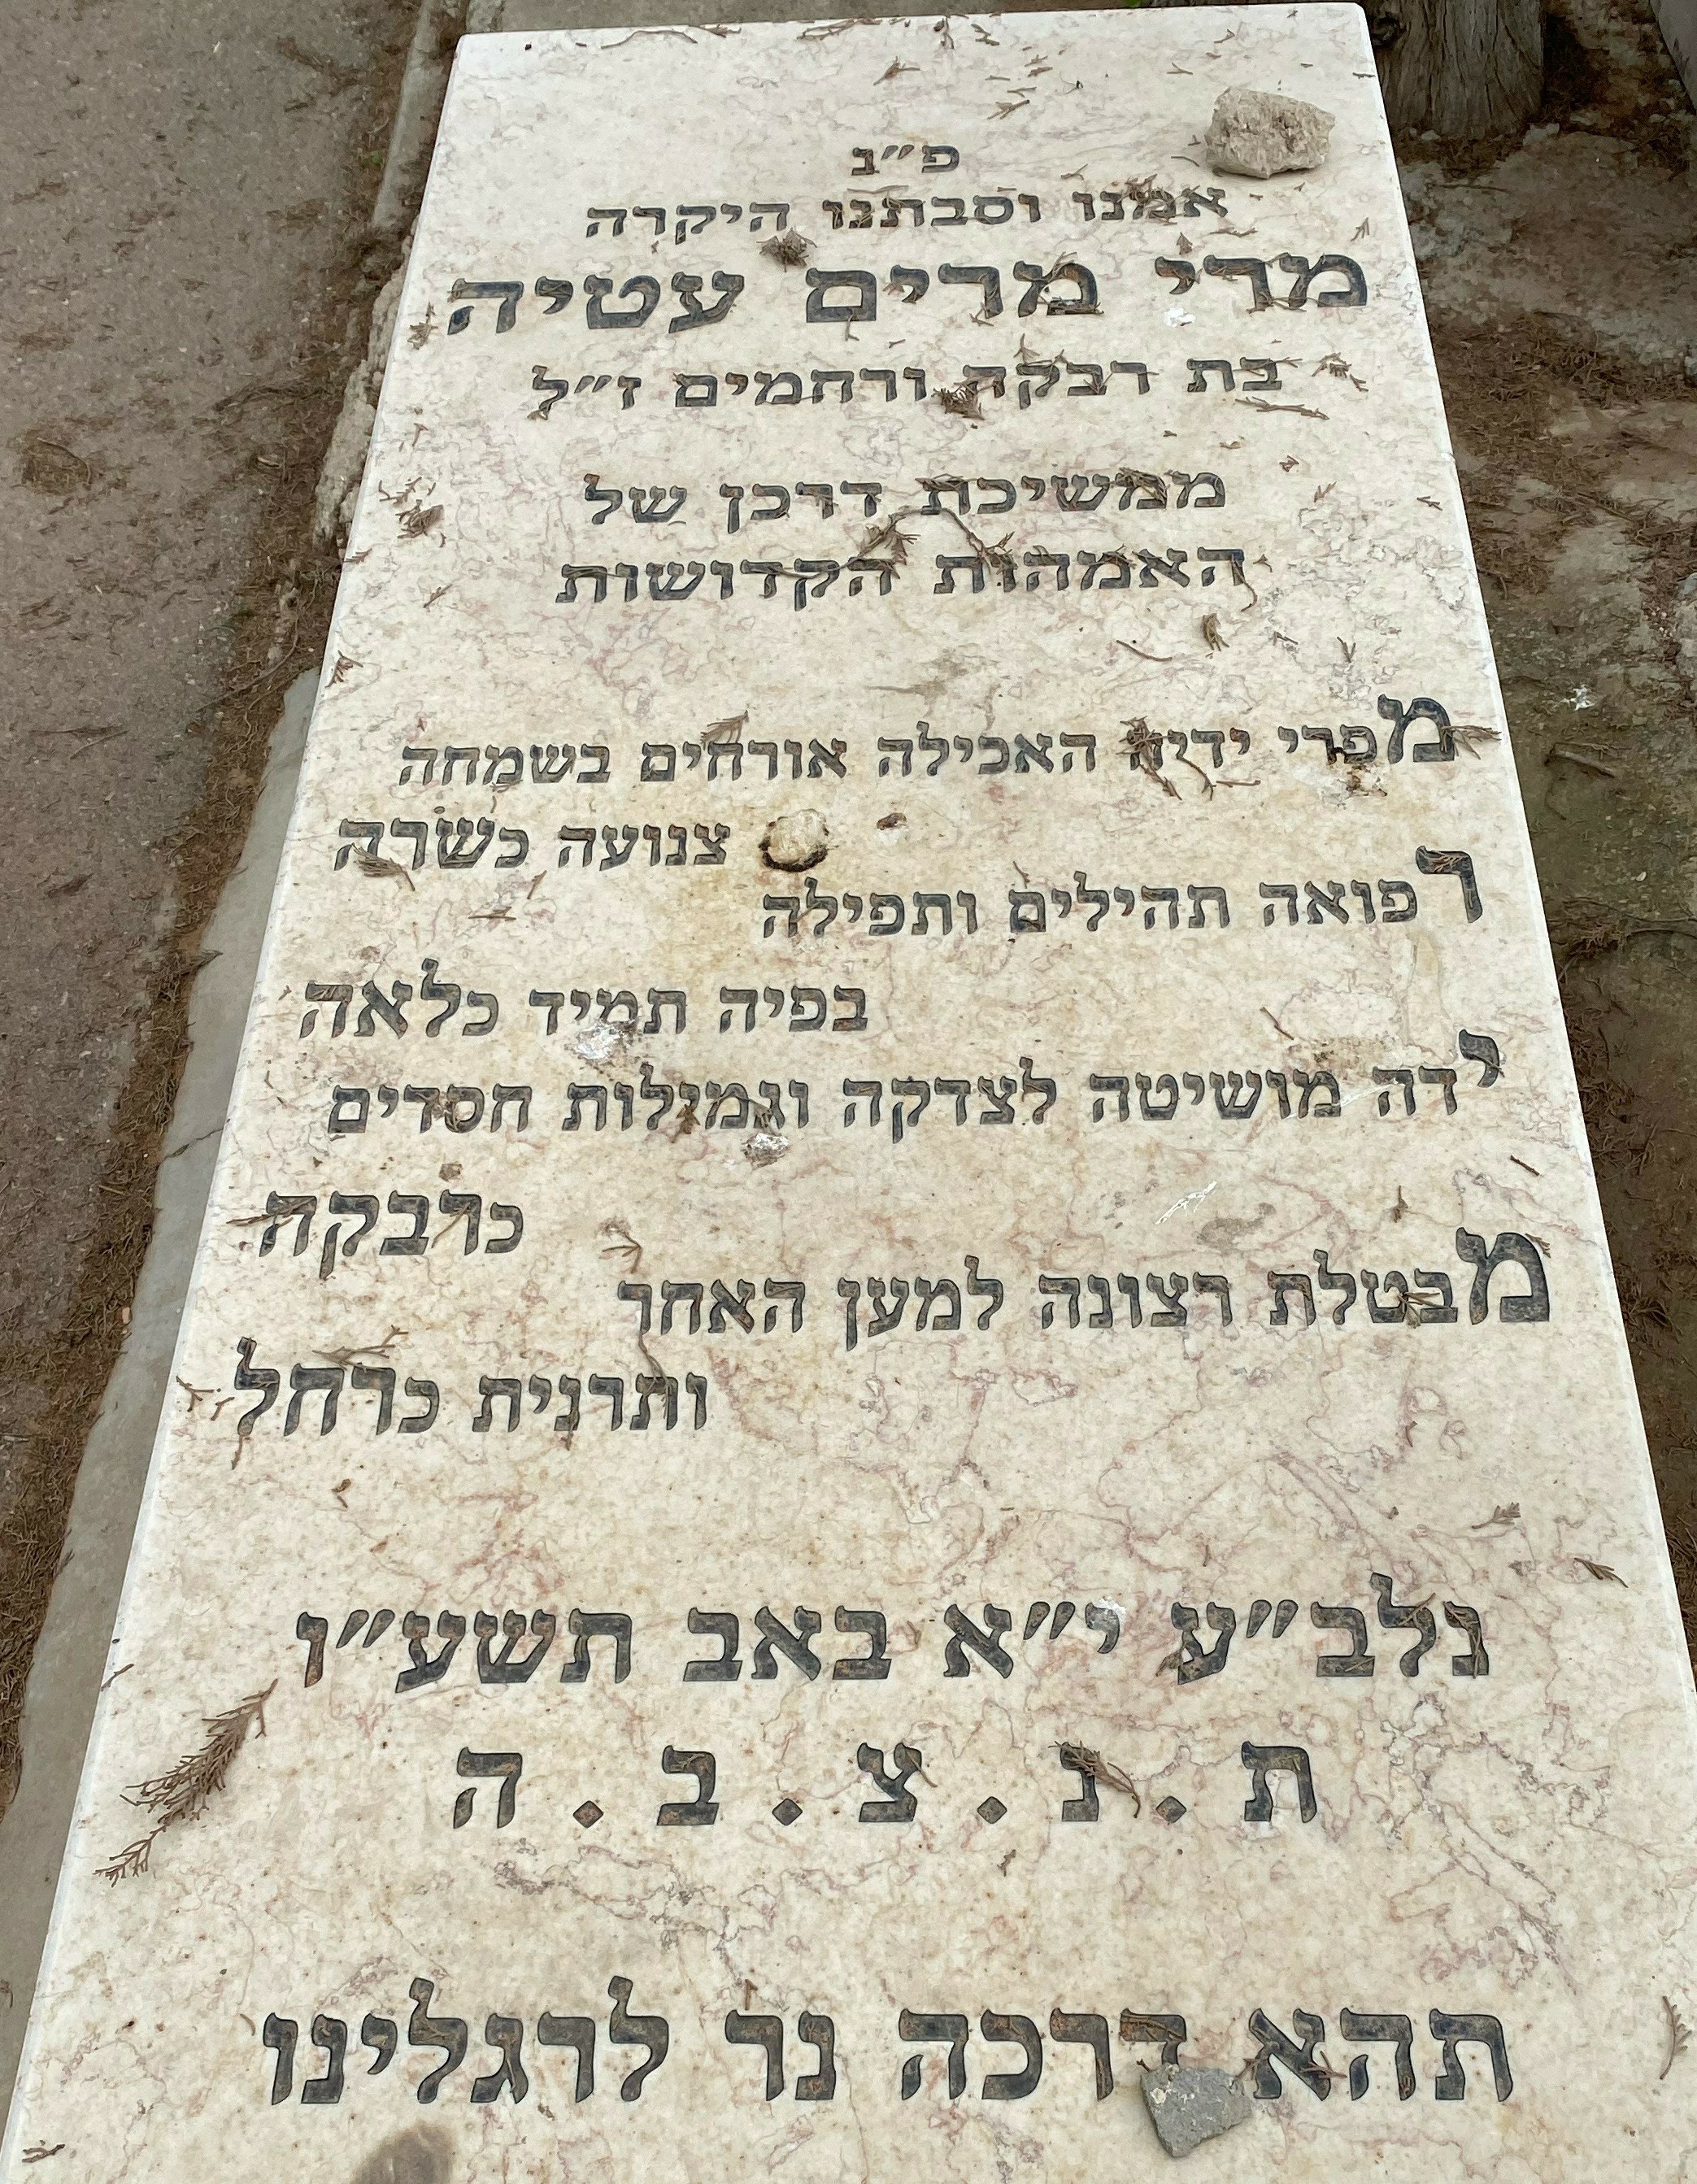 פ״נ
אמנו וסבתנו היקרה
מרי מרים עטיה
בת רבקה ורחמים ז״ל
ממשיכת דרכן של
האמהות הקדושות
מפרי ידיה האכילה אורחים בשמחה
צנועה כשרה
רפואה תהילים ותפילה
בפיה תמיד כלאה
ידה מושיטה לצדקה וגמילות חסדים
כרבקה
מבטלת רצונה למען האחר
ותרנית כרחל
נלב״ע י״א באב תשע״ו
ת . נ . צ . ב . ה
תהא דרכה נר לרגלינו